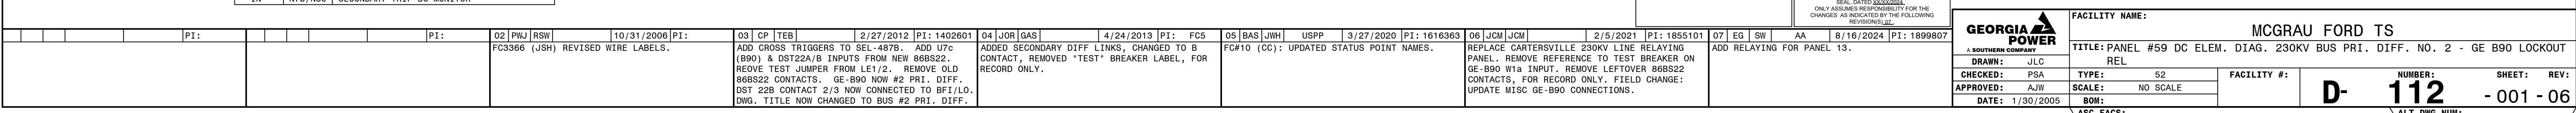 SEAL. DATED XX/XX/2024 .
ONLY ASSUMES RESPONSIBILITY FOR THE
CHANGES AS INDICATED BY THE FOLLOWING
REVISION(S) 07 .
PI:
PI:
02 PWJ RSW 10/31/2006 PI:
FC3366 (JSH) REVISED WIRE LABELS.
03 CP TEB 2/27/2012 PI: 1402601
ADD CROSS TRIGGERS TO SEL-487B. ADD U7c
(B90) & DST22A/B INPUTS FROM NEW 86BS22.
REOVE TEST JUMPER FROM LE1/2. REMOVE OLD
86BS22 CONTACTS. GE-B90 NOW #2 PRI. DIFF.
DST 22B CONTACT 2/3 NOW CONNECTED TO BFI/LO.
DWG. TITLE NOW CHANGED TO BUS #2 PRI. DIFF.
04 JOR GAS 4/24/2013 PI: FC5
ADDED SECONDARY DIFF LINKS, CHANGED TO B
CONTACT, REMOVED "TEST" BREAKER LABEL, FOR
RECORD ONLY.
05 BAS JWH USPP 3/27/2020 PI: 1616363
FC#10 (CC): UPDATED STATUS POINT NAMES.
06 JCM JCM 2/5/2021 PI: 1855101
REPLACE CARTERSVILLE 230KV LINE RELAYING
PANEL. REMOVE REFERENCE TO TEST BREAKER ON
GE-B90 W1a INPUT. REMOVE LEFTOVER 86BS22
CONTACTS, FOR RECORD ONLY. FIELD CHANGE:
UPDATE MISC GE-B90 CONNECTIONS.
07 EG SW AA 8/16/2024 PI: 1899807
ADD RELAYING FOR PANEL 13.
GEORGIA
POWER
A SOUTHERN COMPANY
DRAWN: JLC
CHECKED: PSA
APPROVED: AJW
DATE: 1/30/2005
FACILITY NAME:
MCGRAU FORD TS
TITLE: PANEL #59 DC ELEM. DIAG. 230KV BUS PRI. DIFF. NO. 2 - GE B90 LOCKOUT
REL
TYPE: 52
SCALE: NO SCALE
BOM:
FACILITY #:
NUMBER:
D- 112
SHEET: REV:
-001 -06